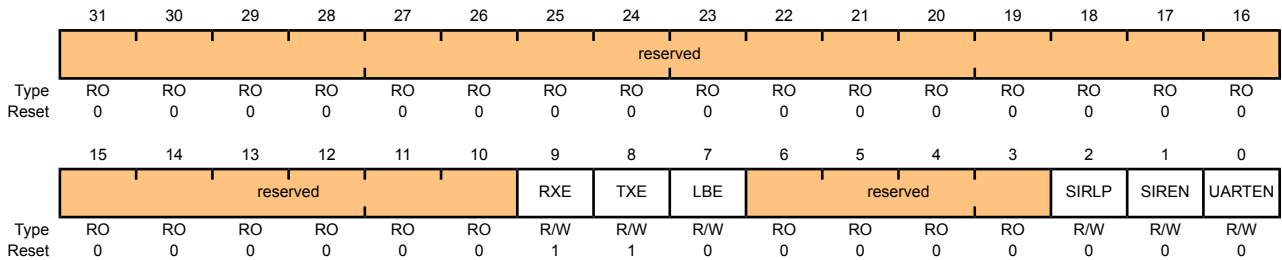 31 30 29 28 27 26 25 24 23 22 21 20 19 18 17 16
reserved
Type RO RO RO RO RO RO RO RO RO RO RO RO RO RO RO RO
Reset 0 0 0 0 0 0 0 0 0 0 0 0 0 0 0 0
15 14 13 12 11 10 9 8 7 6 5 4 3 2 1 0
reserved RXE TXE LBE reserved SIRLP SIREN UARTEN
Type RO RO RO RO RO RO R/W R/W R/W RO RO RO RO R/W R/W R/W
Reset 0 0 0 0 0 0 1 1 0 0 0 0 0 0 0 0